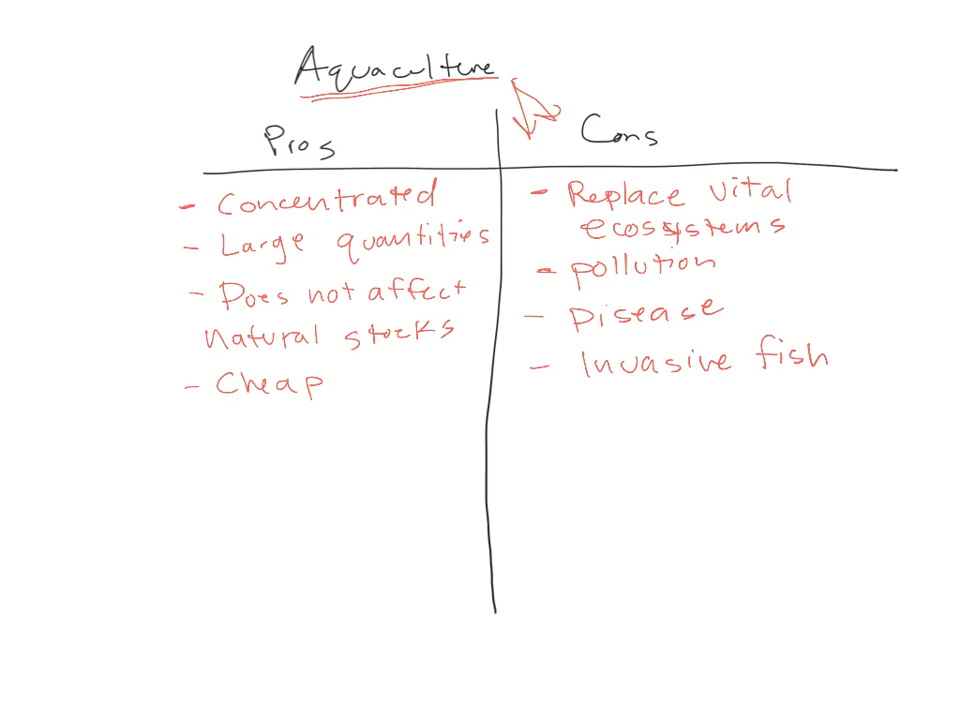 Aquaculture
Pros
- Concentrated
- Large quantities
- Does not affect
natural stocks
- Cheap
Cons
- Replace vital
ecosystems
- pollution
- Disease
- Invasive fish